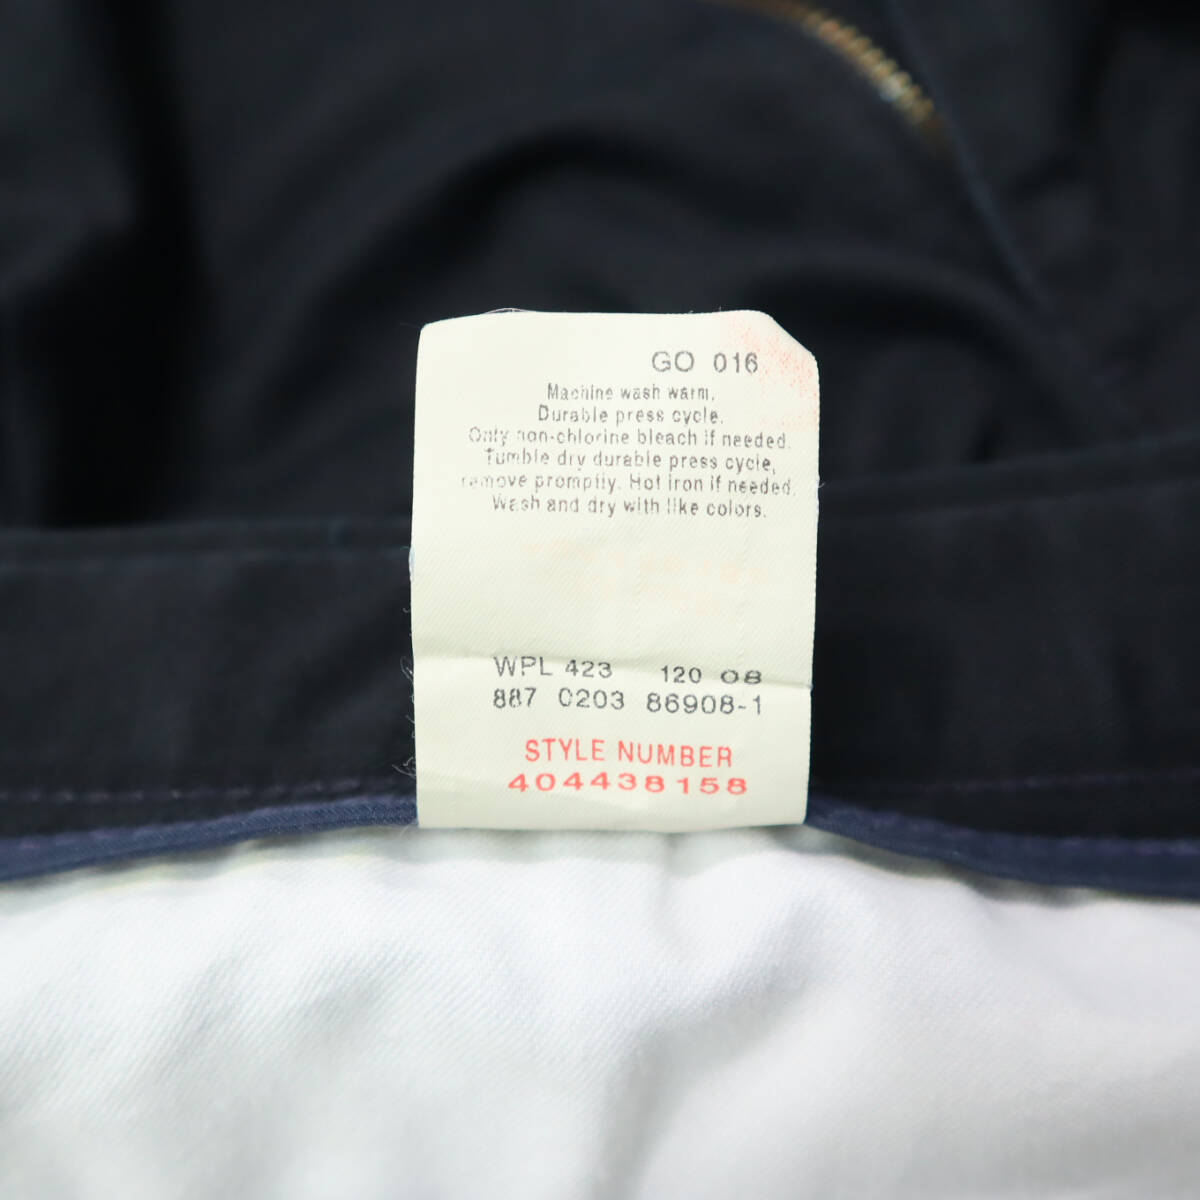 GO 016
Machine wash warm.
Durable press cycle.
Only non-chlorine bleach if needed.
Tumble dry durable press cycle,
remove promptly. Hot iron if needed.
Wash and dry with like colors.
WPL 423 120 08
887 0203 86908-1
STYLE NUMBER
404438158